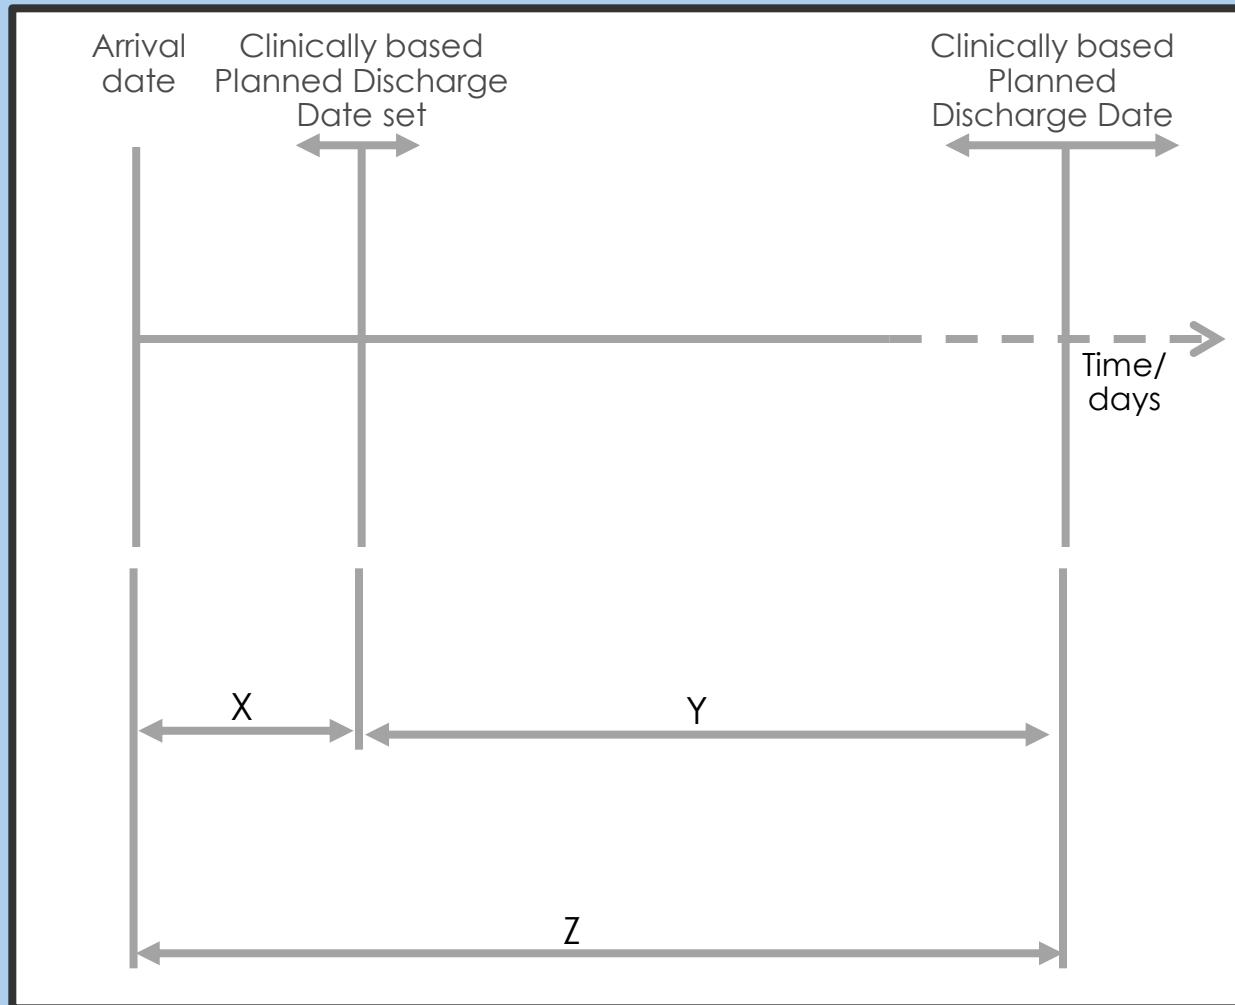 Arrival
date
Clinically based
Planned Discharge
Date set
Clinically based
Planned
Discharge Date
Time/
days
X
Y
Z